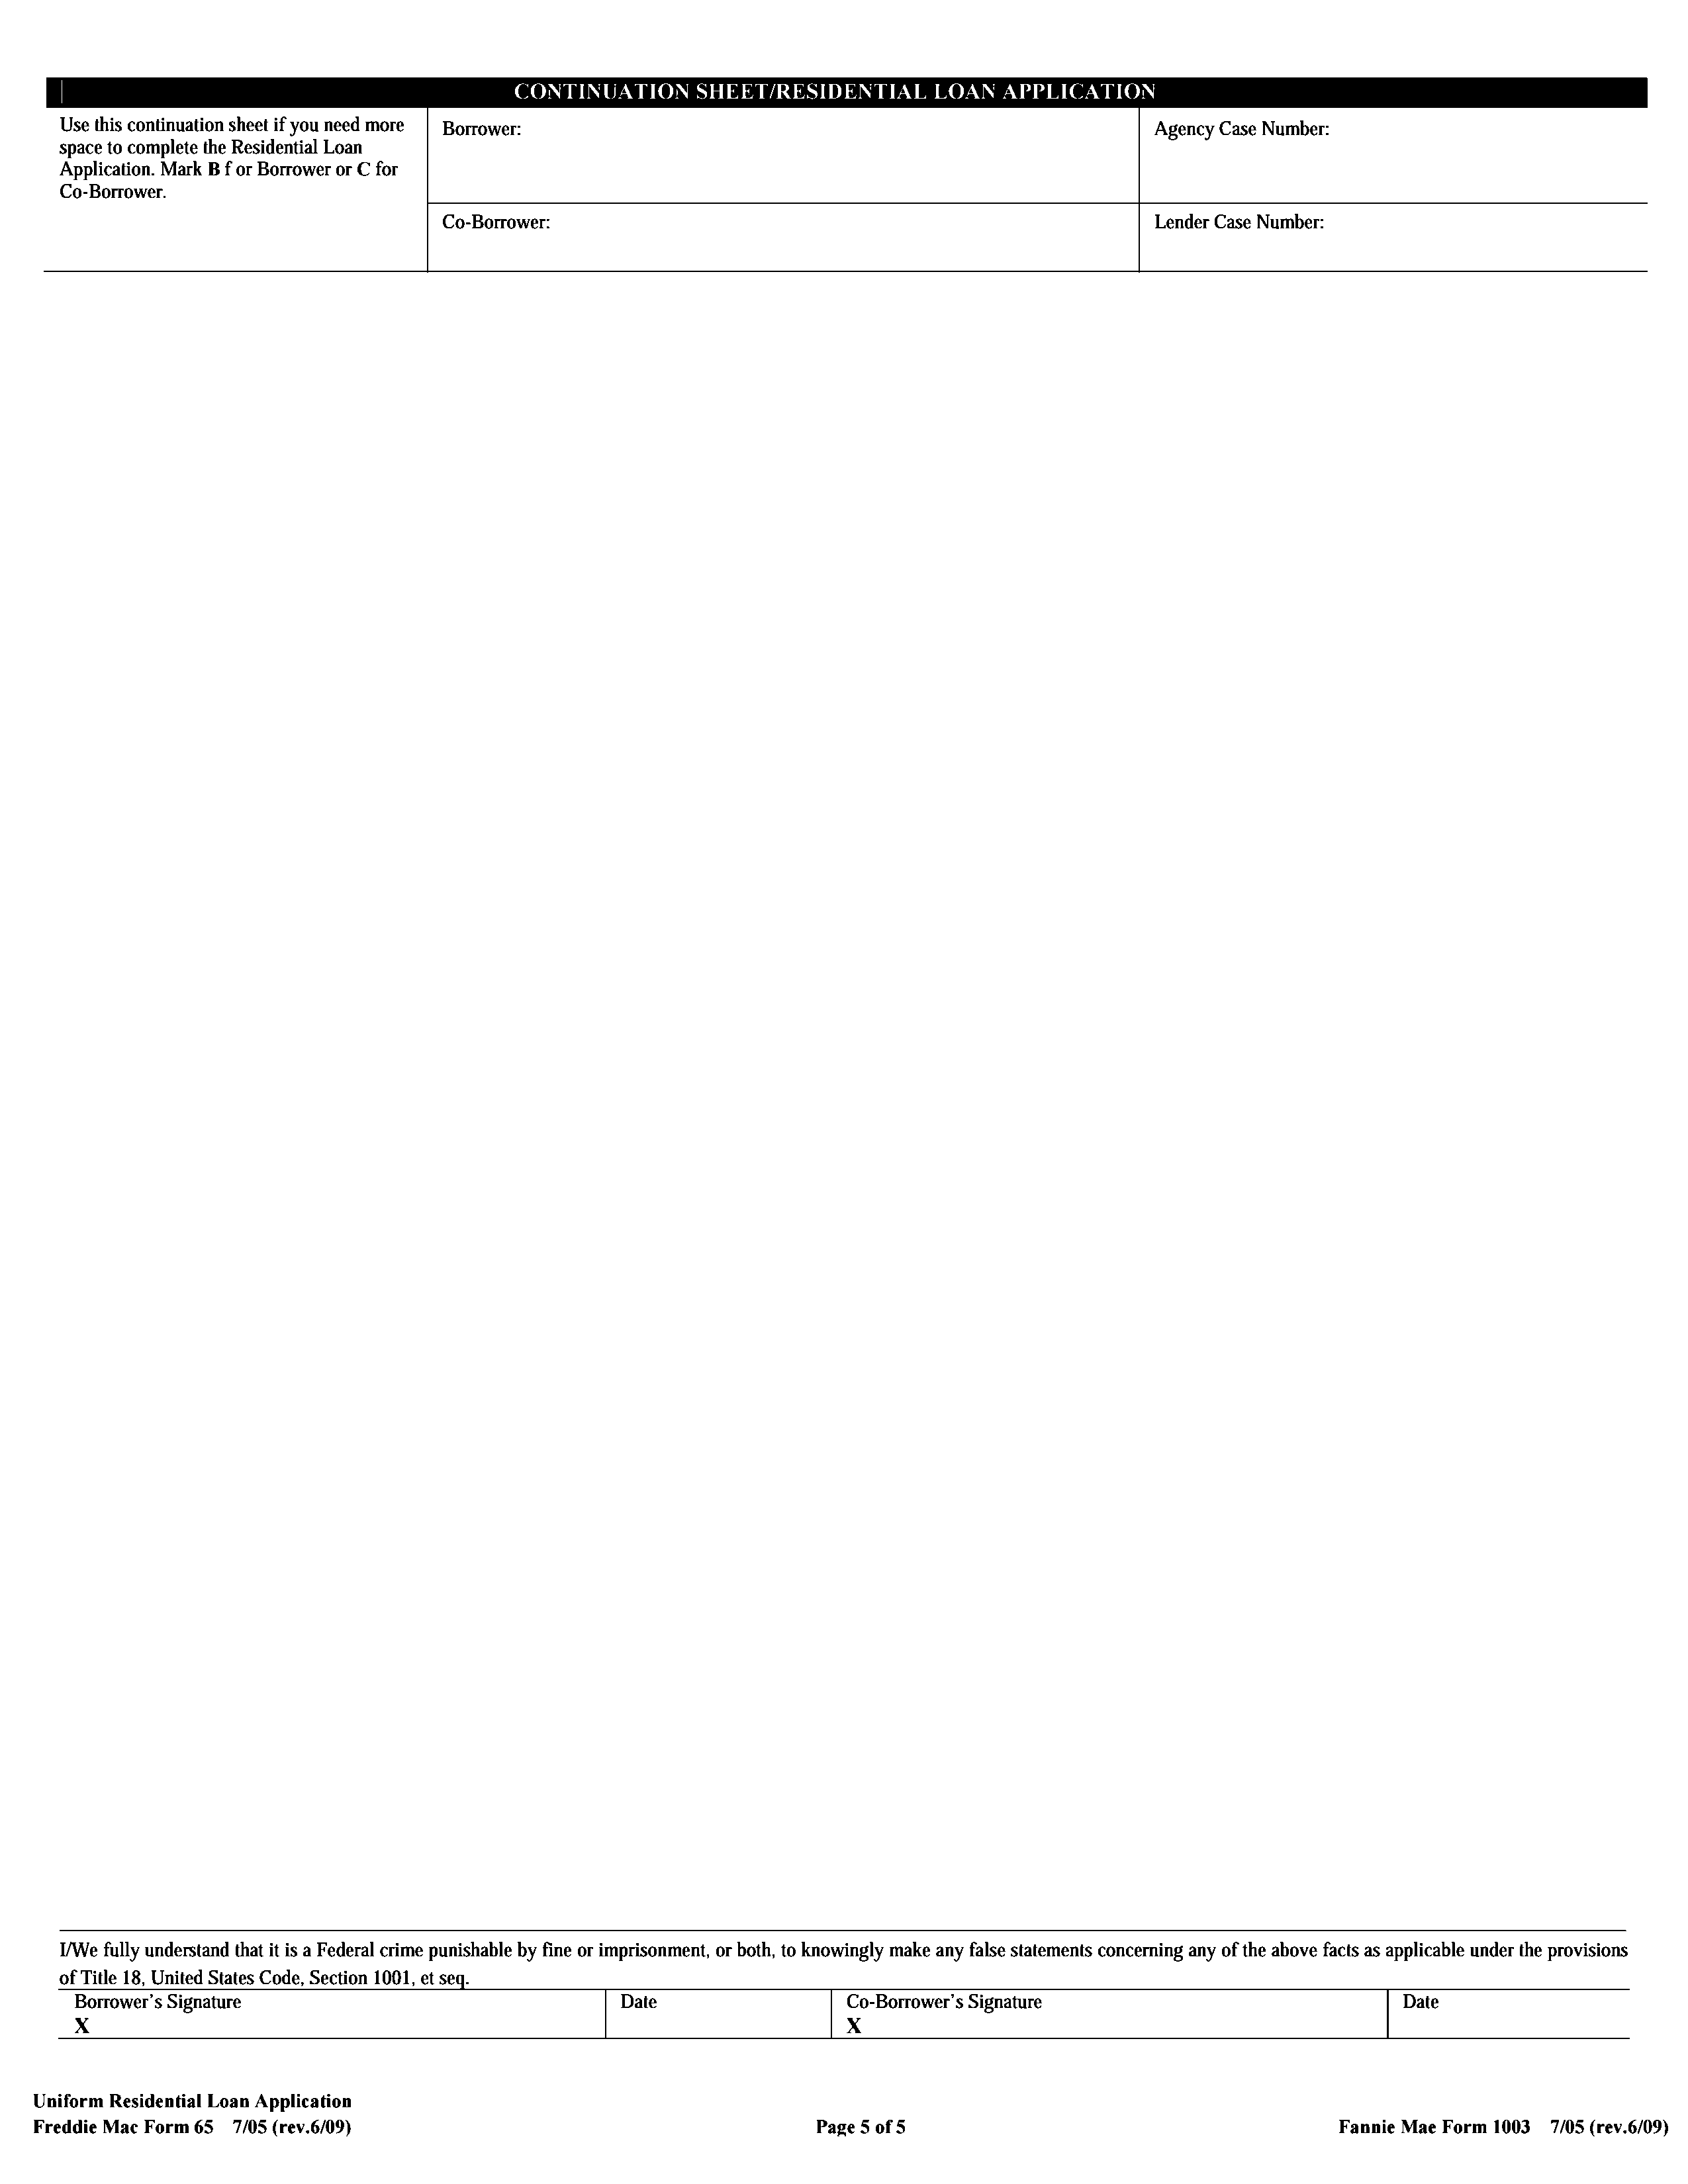 CONTINUATION SHEET/RESIDENTIAL LOAN APPLICATION
Use this continuation sheet if you need more
space to complete the Residential Loan
Application. Mark B f or Borrower or C for
Co-Borrower.
Borrower:
Agency Case Number:
Co-Borrower:
Lender Case Number:
I/We fully understand that it is a Federal crime punishable by fine or imprisonment, or both, to knowingly make any false statements concerning any of the above facts as applicable under the provisions
of Title 18, United States Code, Section 1001, et seq.
Borrower’s Signature
X
Date
Co-Borrower’s Signature
X
Date
Uniform Residential Loan Application
Freddie Mac Form 65 7/05 (rev.6/09)
Page 5 of 5
Fannie Mae Form 1003 7/05 (rev.6/09)